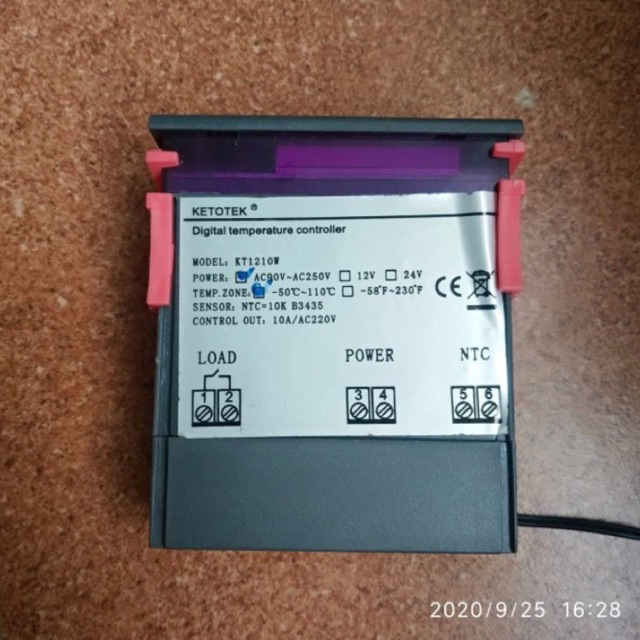 KETOTEK ®
Digital temperature controller
MODEL: KT1210W
POWER: AC90V~AC250V 12V 24V
TEMP.ZONE: -50℃~110℃ -58℉~230℉
SENSOR: NTC=10K B3435
CONTROL OUT: 10A/AC220V
CE
LOAD POWER NTC
1 2 3 4 5 6
2020/9/25 16:28